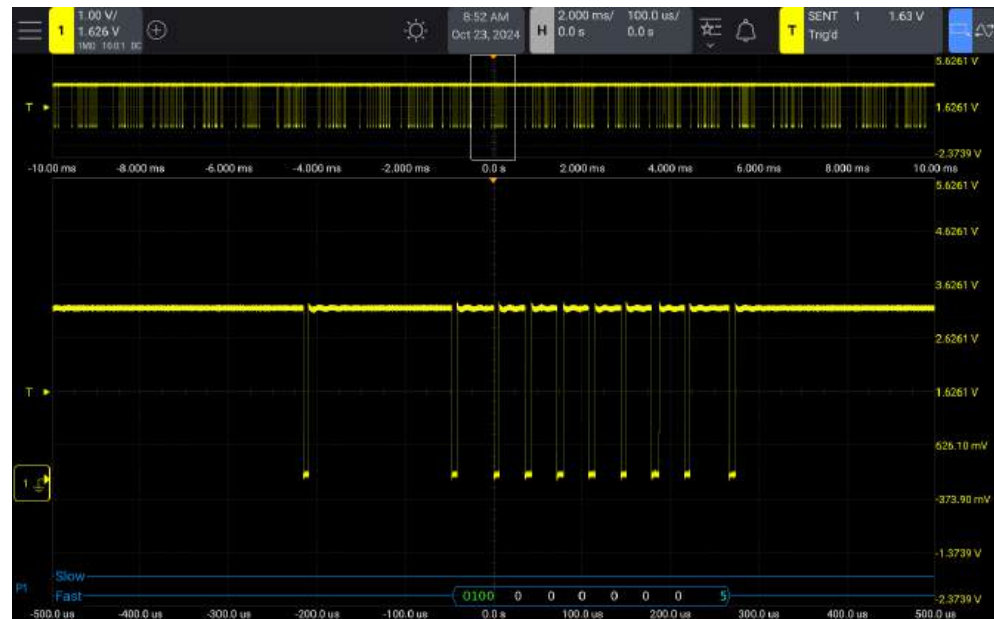 1 1.00 V/ 1.626 V 1MΩ 10.0:1 DC 8:52 AM Oct 23, 2024 H 2.000 ms/ 0.0 s 100.0 us/ 0.0 s T SENT 1 1.63 V Trig'd
5.6261 V
T 1.6261 V
-2.3739 V
-10.00 ms -8.000 ms -6.000 ms -4.000 ms -2.000 ms 0.0 s 2.000 ms 4.000 ms 6.000 ms 8.000 ms 10.00 ms
5.6261 V
4.6261 V
3.6261 V
2.6261 V
T 1.6261 V
626.10 mV
1
-373.90 mV
-1.3739 V
Slow
P1 Fast 0100 0 0 0 0 0 0 5 -2.3739 V
-500.0 us -400.0 us -300.0 us -200.0 us -100.0 us 0.0 s 100.0 us 200.0 us 300.0 us 400.0 us 500.0 us